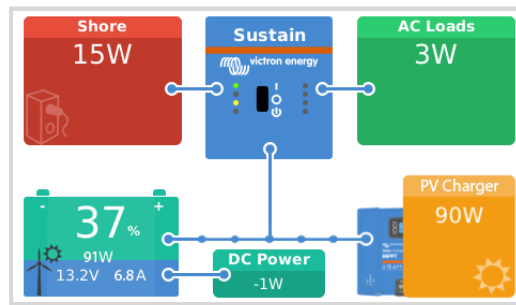 Shore
15W
Sustain
victron energy
AC Loads
3W
- +
37%
91W
13.2V 6.8A
DC Power
-1W
PV Charger
90W